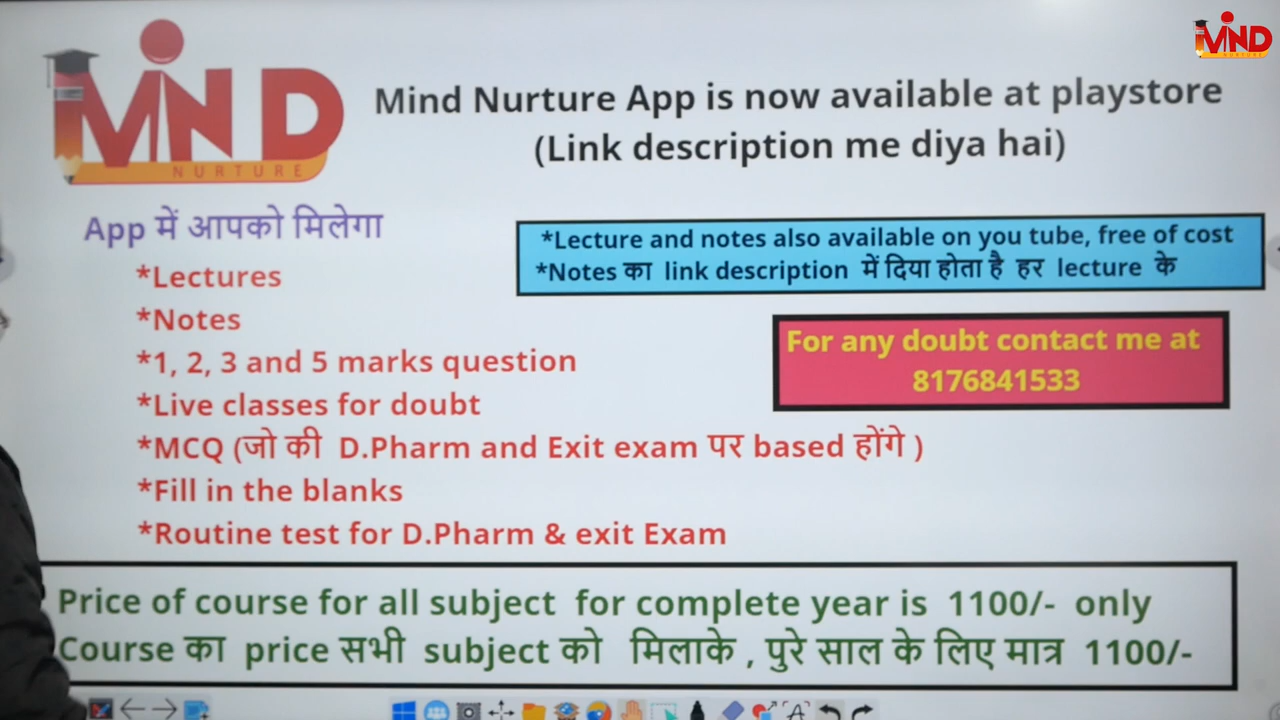 MIND
NURTURE
MIND
NURTURE
Mind Nurture App is now available at playstore
(Link description me diya hai)
App में आपको मिलेगा
*Lecture and notes also available on you tube, free of cost
*Notes का link description में दिया होता है हर lecture के
*Lectures
*Notes
*1, 2, 3 and 5 marks question
*Live classes for doubt
*MCQ (जो की D.Pharm and Exit exam पर based होंगे )
*Fill in the blanks
*Routine test for D.Pharm & exit Exam
For any doubt contact me at
8176841533
Price of course for all subject for complete year is 1100/- only
Course का price सभी subject को मिलाके , पुरे साल के लिए मात्र 1100/-